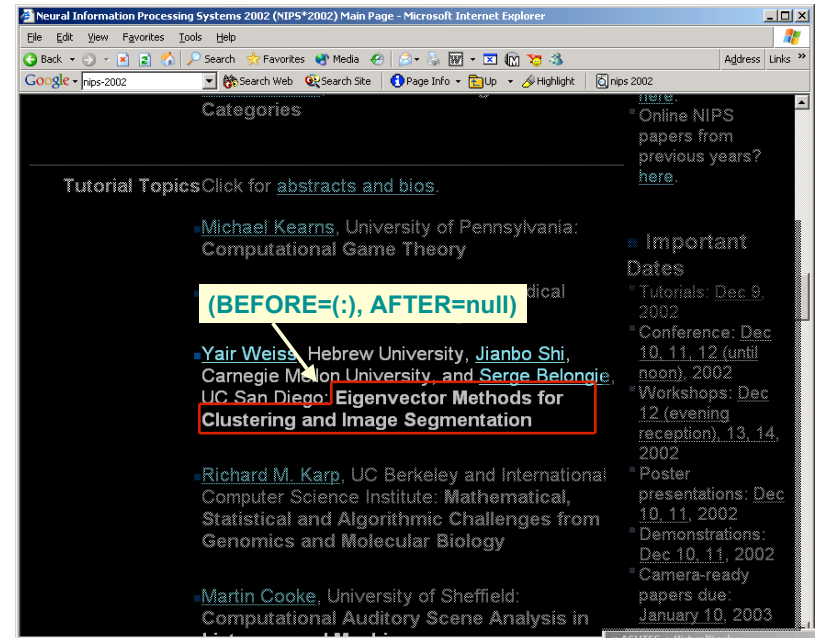 Neural Information Processing Systems 2002 (NIPS*2002) Main Page - Microsoft Internet Explorer
File Edit View Favorites Tools Help
Back Search Favorites Media Address Links »
Google nips-2002 Search Web Search Site Page Info Up Highlight nips 2002
Categories
Tutorial Topics Click for abstracts and bios.
Michael Kearns, University of Pennsylvania:
Computational Game Theory
dical
(BEFORE=(:), AFTER=null)
Yair Weiss, Hebrew University, Jianbo Shi,
Carnegie Mellon University, and Serge Belongie,
UC San Diego: Eigenvector Methods for
Clustering and Image Segmentation
Richard M. Karp, UC Berkeley and International
Computer Science Institute: Mathematical,
Statistical and Algorithmic Challenges from
Genomics and Molecular Biology
Martin Cooke, University of Sheffield:
Computational Auditory Scene Analysis in
here.
Online NIPS
papers from
previous years?
here.
Important
Dates
Tutorials: Dec 9,
2002
Conference: Dec
10, 11, 12 (until
noon), 2002
Workshops: Dec
12 (evening
reception), 13, 14,
2002
Poster
presentations: Dec
10, 11, 2002
Demonstrations:
Dec 10, 11, 2002
Camera-ready
papers due:
January 10, 2003